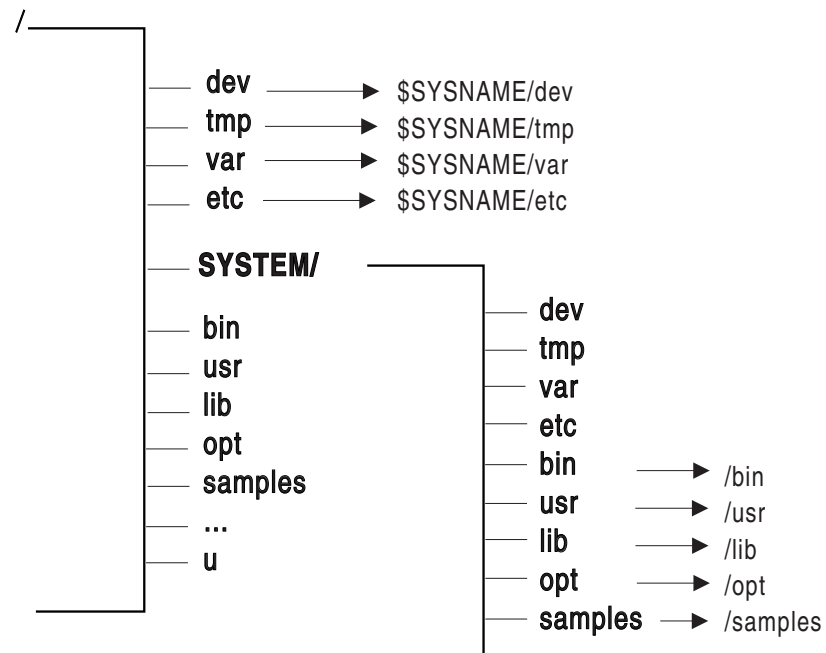 /
dev $SYSNAME/dev
tmp $SYSNAME/tmp
var $SYSNAME/var
etc $SYSNAME/etc
SYSTEM/
bin
usr
lib
opt
samples
...
u
dev
tmp
var
etc
bin /bin
usr /usr
lib /lib
opt /opt
samples /samples